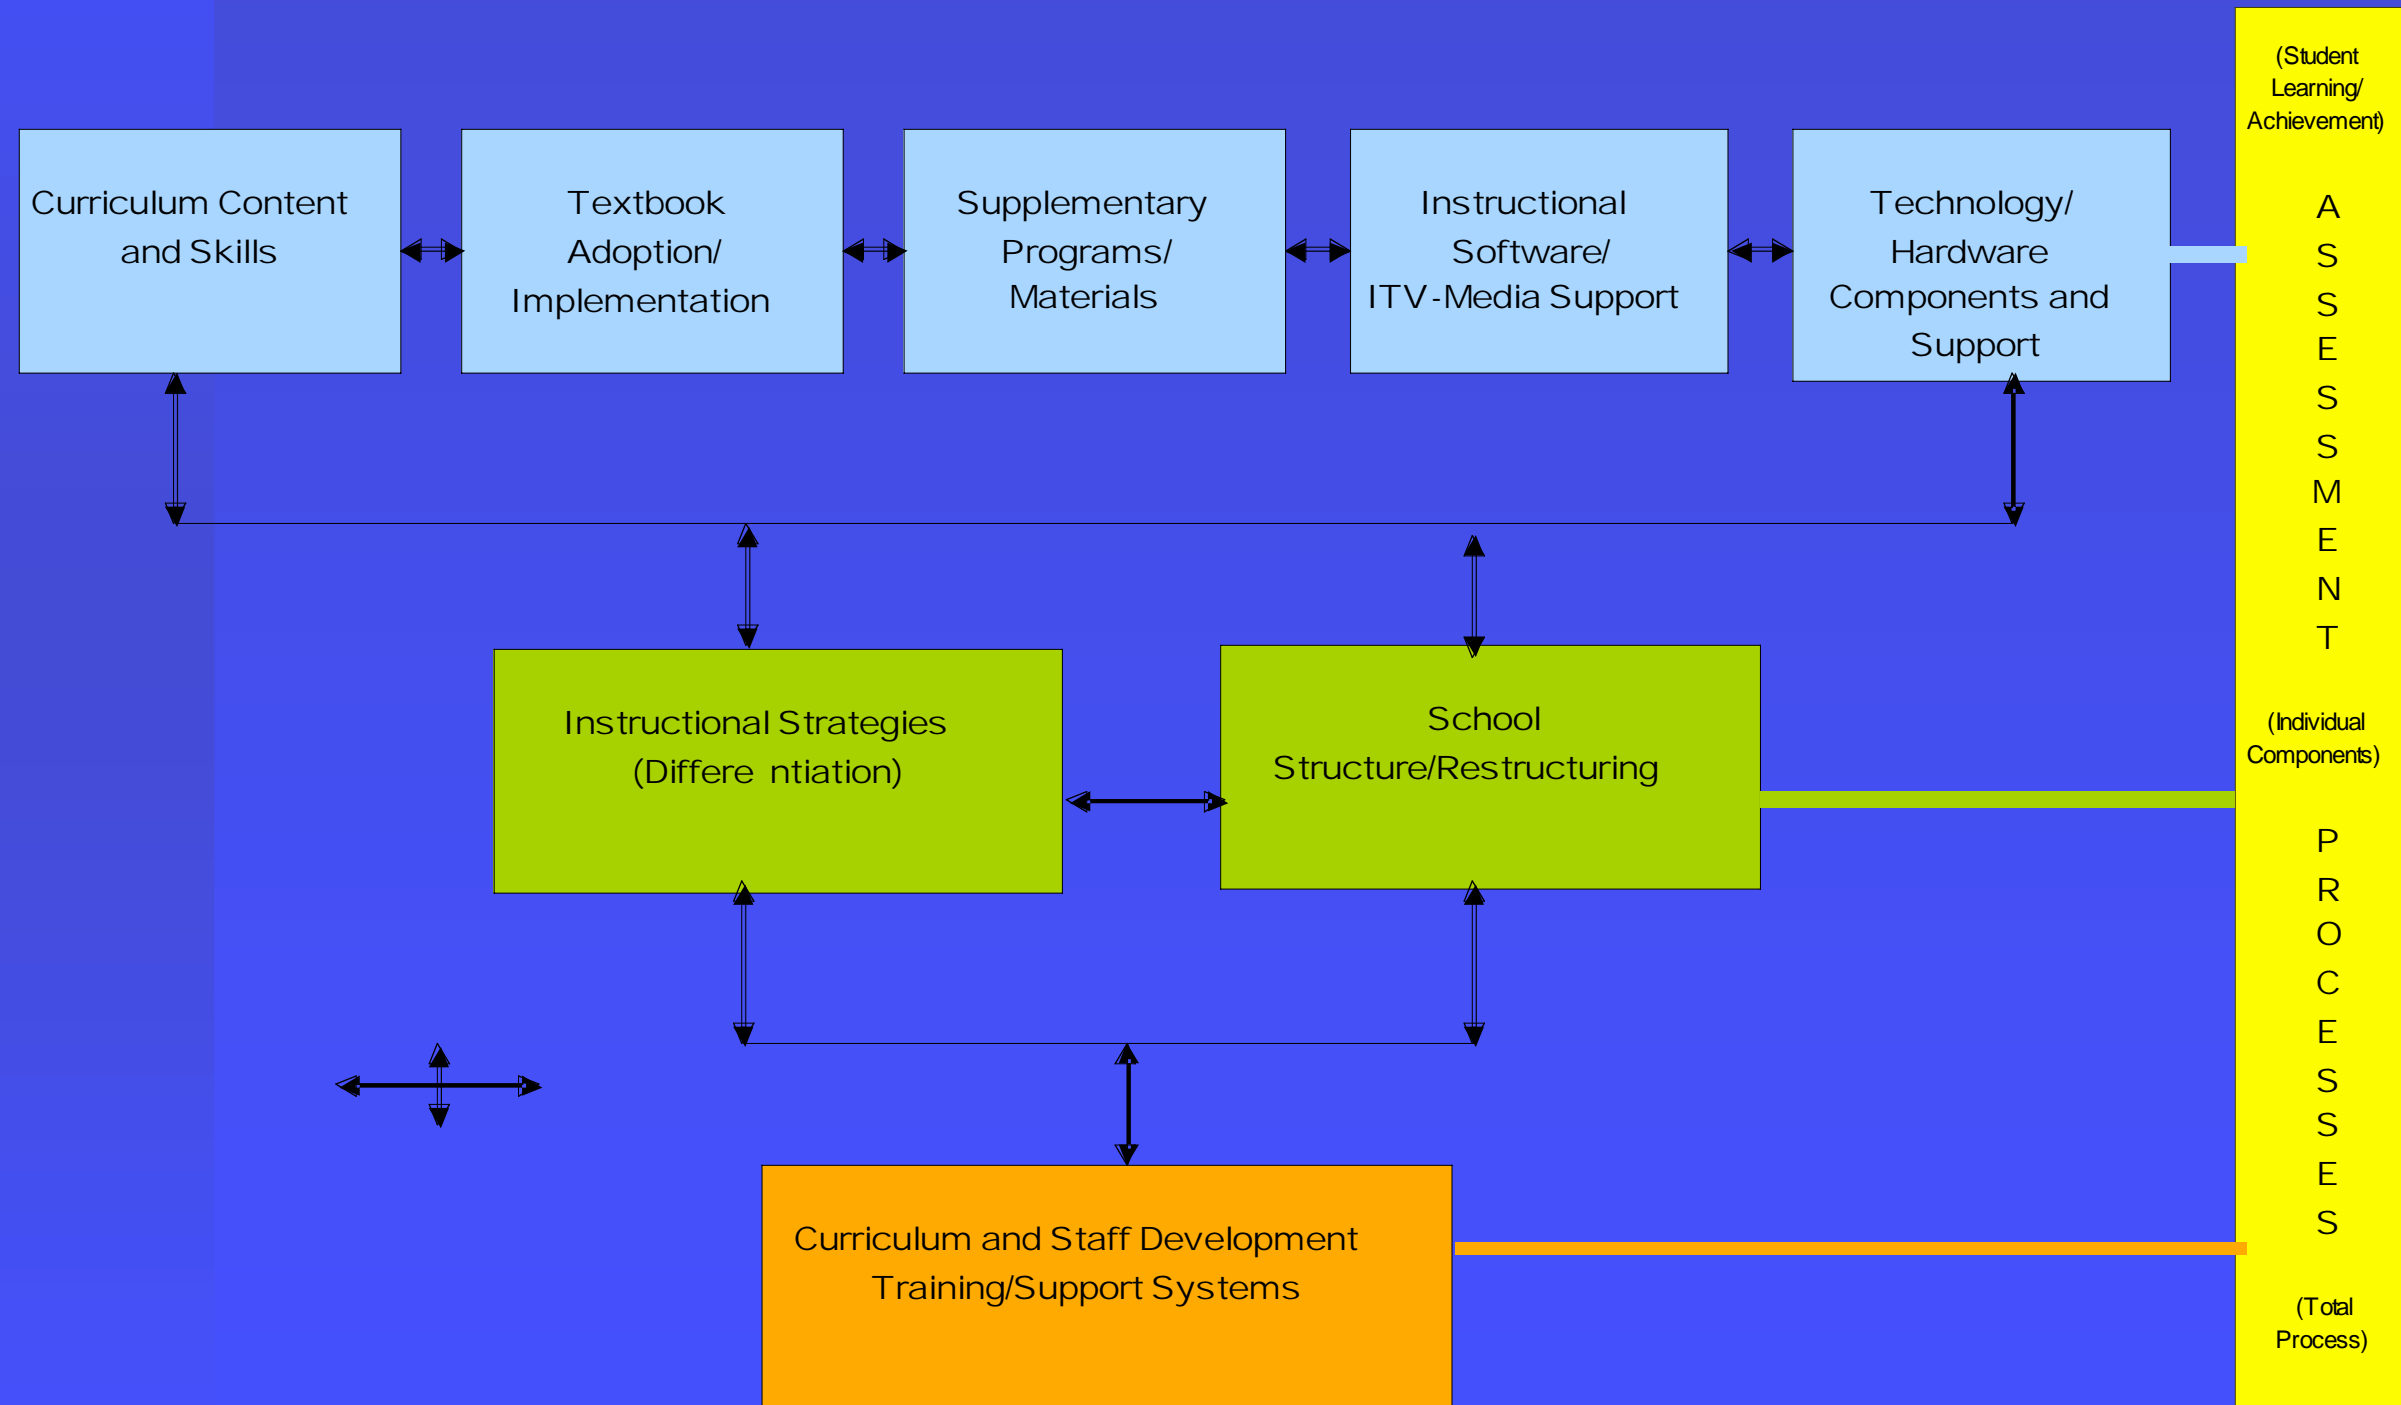 Curriculum Content
and Skills
Textbook
Adoption/
Implementation
Supplementary
Programs/
Materials
Instructional
Software/
ITV-Media Support
Technology/
Hardware
Components and
Support
Instructional Strategies
(Differe ntiation)
School
Structure/Restructuring
Curriculum and Staff Development
Training/Support Systems
(Student
Learning/
Achievement)
A
S
S
E
S
S
M
E
N
T
(Individual
Components)
P
R
O
C
E
S
S
E
S
(Total
Process)